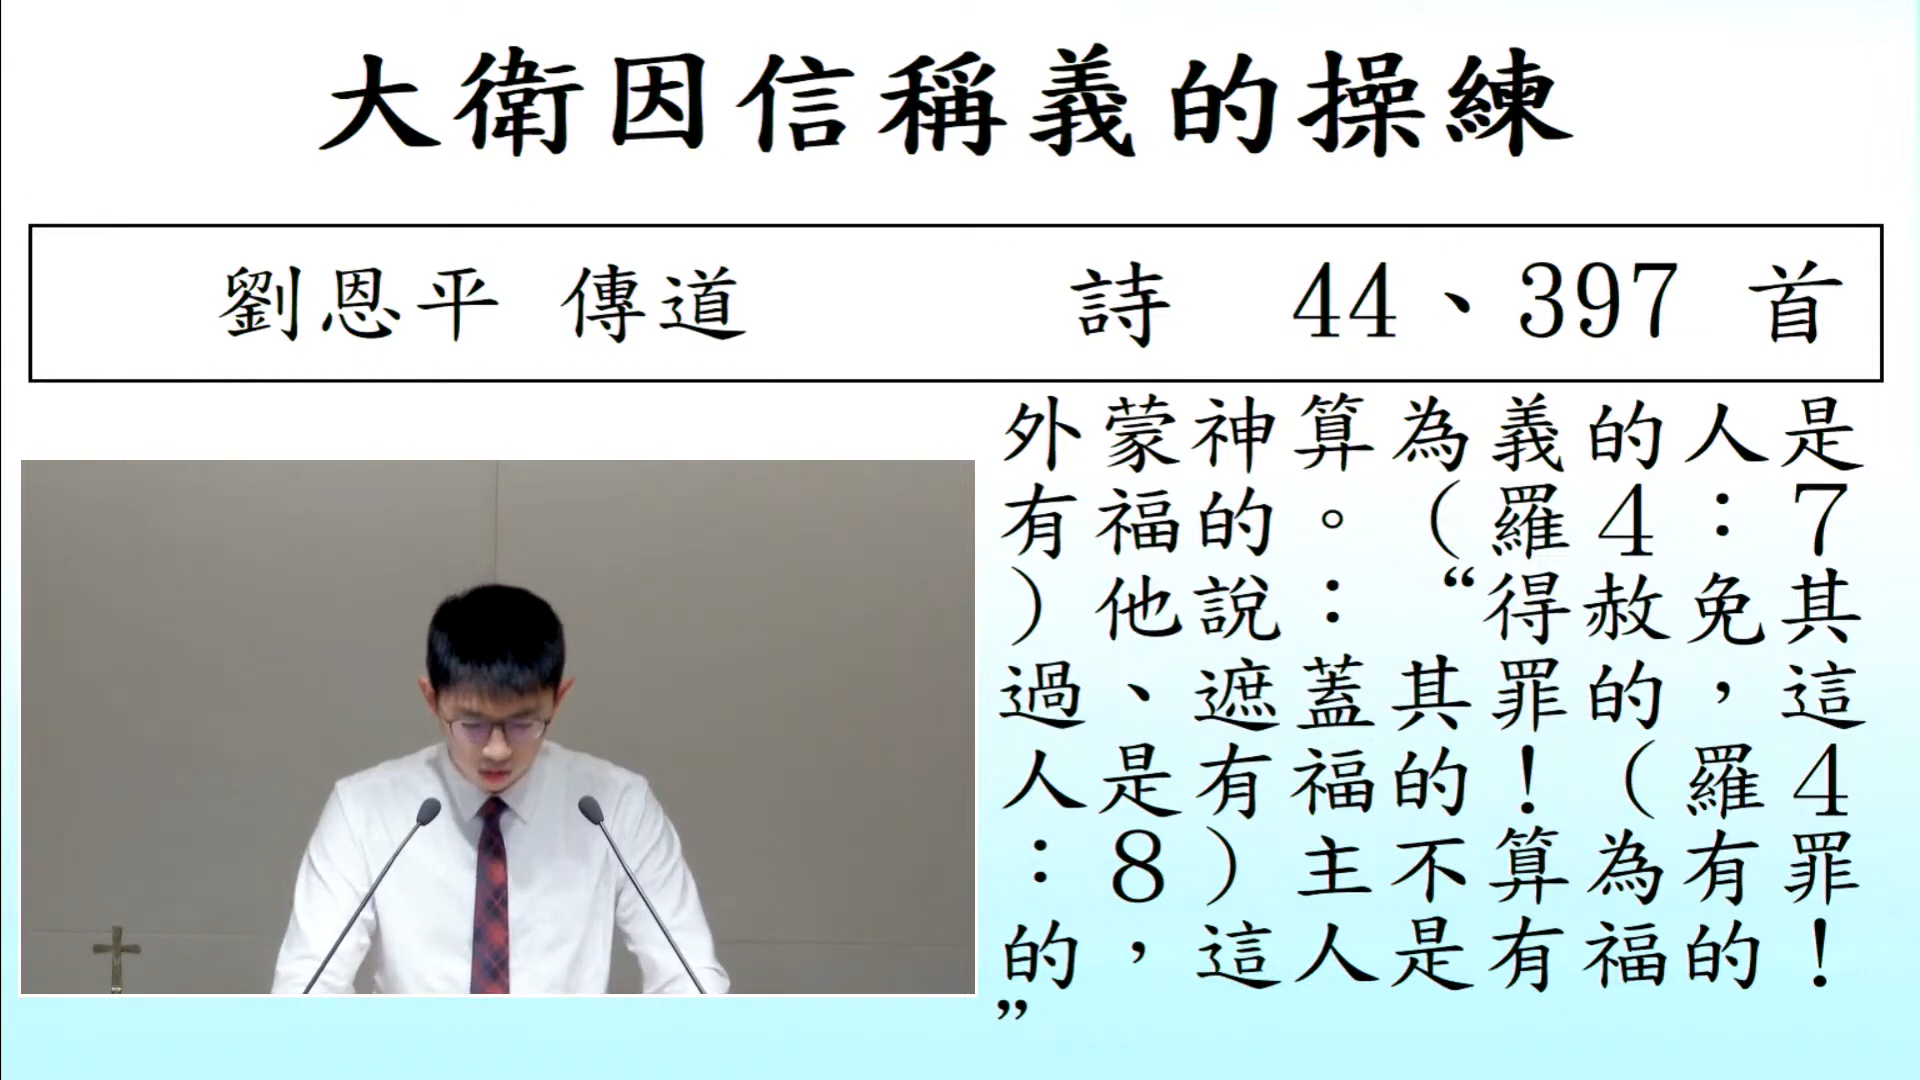 大衛因信稱義的操練
劉恩平 傳道 詩 44、397 首
外蒙神算為義的人是
有福的。(羅4:7
)他說:“得赦免其
過、遮蓋其罪的,這
人是有福的!(羅4
:8)主不算為有罪
的,這人是有福的!
”